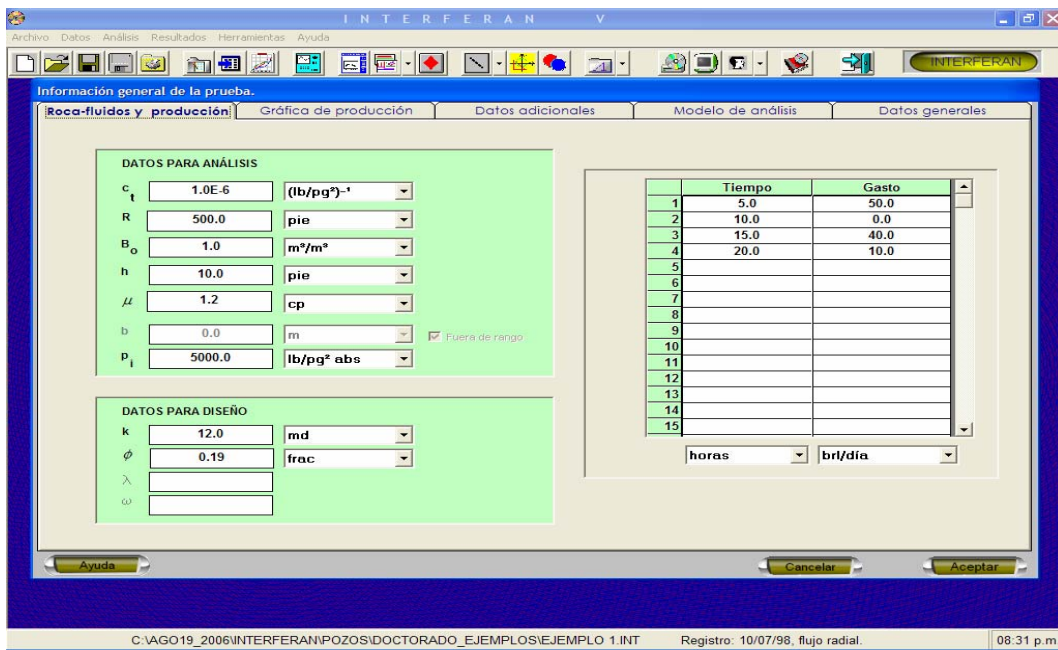 I N T E R F E R A N V
Archivo Datos Análisis Resultados Herramientas Ayuda
INTERFERAN
Información general de la prueba.
Roca-fluidos y producción Gráfica de producción Datos adicionales Modelo de análisis Datos generales
DATOS PARA ANÁLISIS
ct 1.0E-6 (lb/pg²)-¹
R 500.0 pie
Bo 1.0 m³/m³
h 10.0 pie
μ 1.2 cp
b 0.0 m Fuera de rango
pi 5000.0 lb/pg² abs
DATOS PARA DISEÑO
k 12.0 md
ϕ 0.19 frac
λ
ω
Tiempo Gasto
1 5.0 50.0
2 10.0 0.0
3 15.0 40.0
4 20.0 10.0
5
6
7
8
9
10
11
12
13
14
15
horas brl/día
Ayuda Cancelar Aceptar
C:\AGO19_2006\INTERFERAN\POZOS\DOCTORADO_EJEMPLOS\EJEMPLO 1.INT Registro: 10/07/98, flujo radial. 08:31 p.m